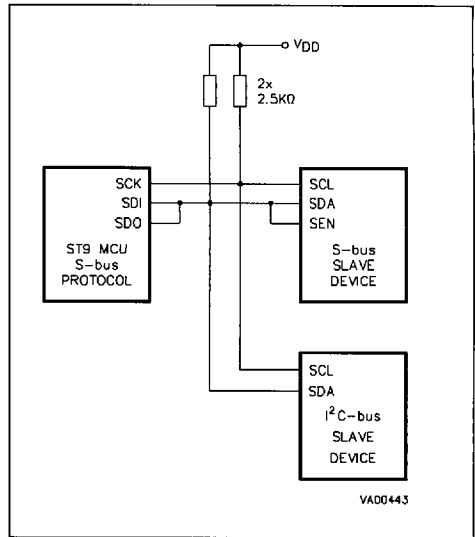 VDD
2x
2.5KΩ
SCK
SDI
SDO
ST9 MCU
S-bus
PROTOCOL
SCL
SDA
SEN
S-bus
SLAVE
DEVICE
SCL
SDA
I²C-bus
SLAVE
DEVICE
VA00443